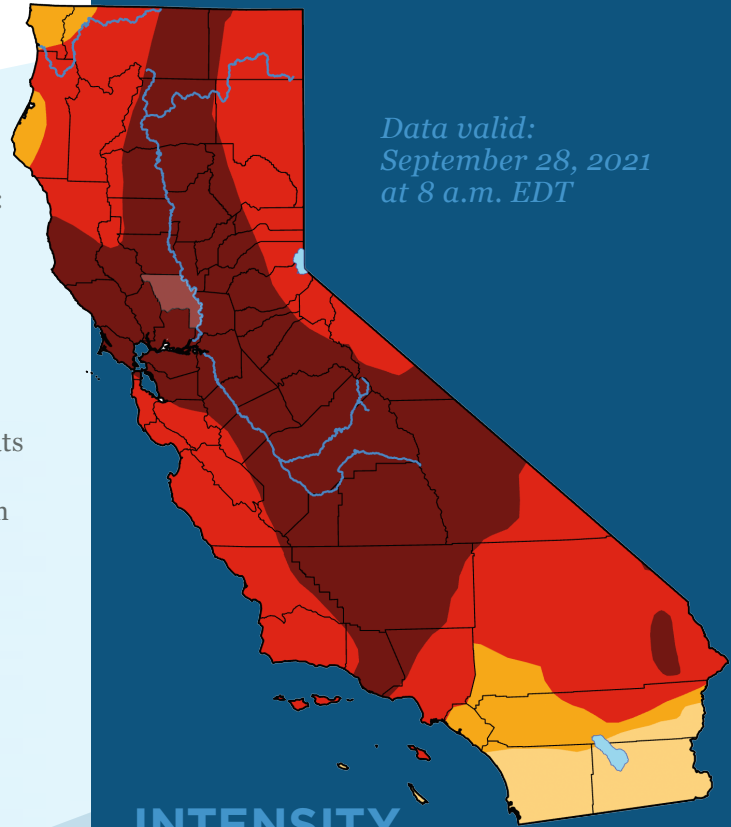 Data valid:
September 28, 2021
at 8 a.m. EDT
INTENSITY